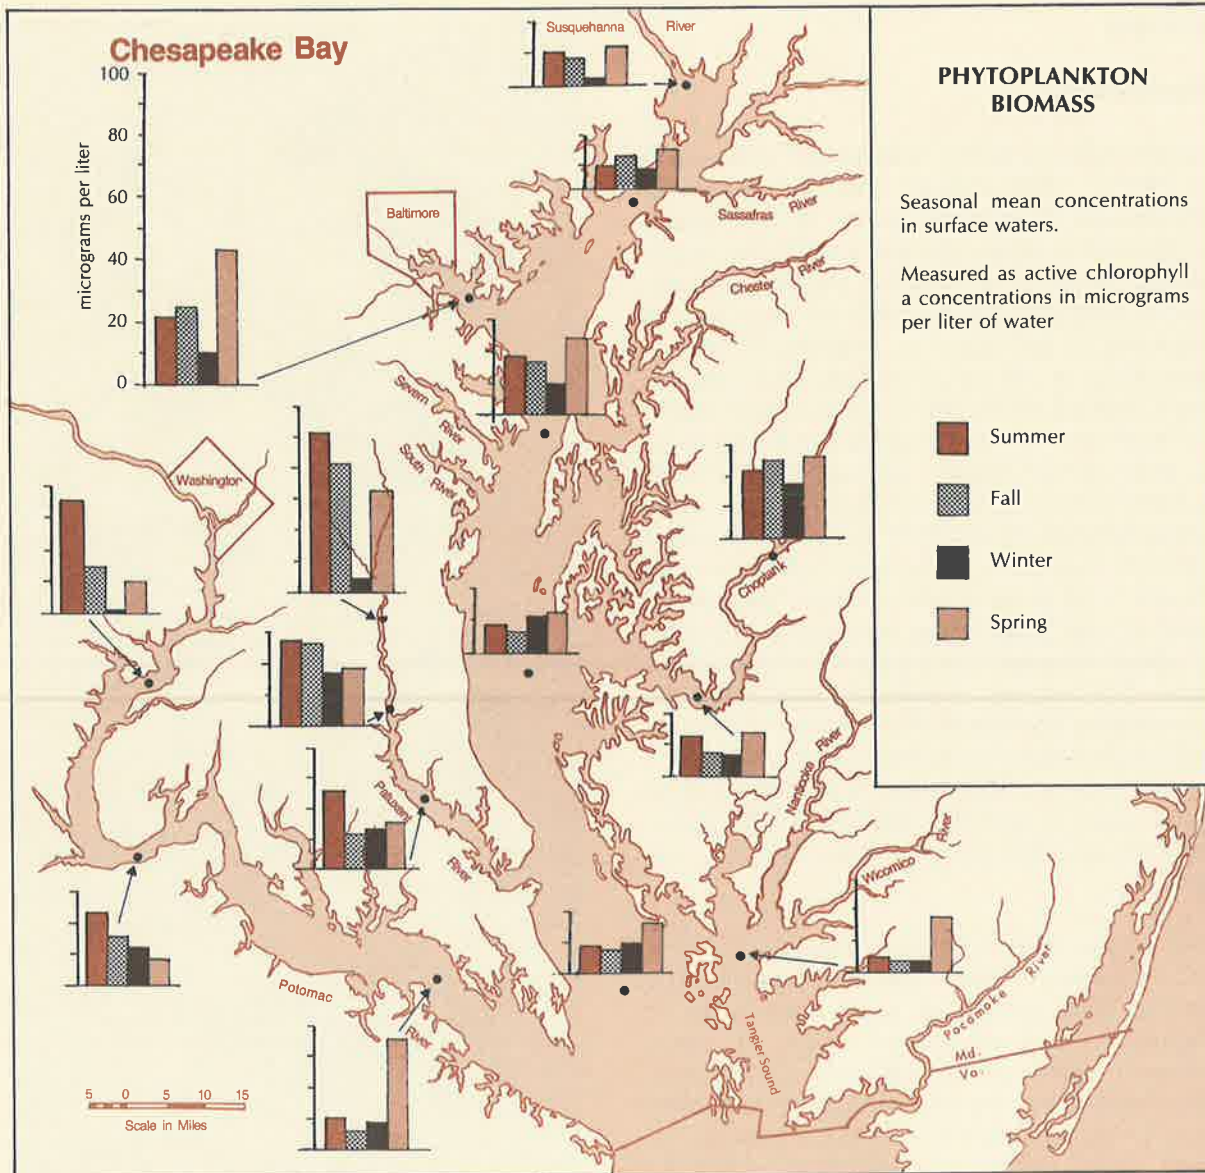 Chesapeake Bay
100
80
60
40
20
0
micrograms per liter
Susquehanna River
Baltimore
Sassafras River
Chester River
Severn River
South River
Washington
Choptank
Nanticoke River
Patuxent River
Wicomico River
Potomac River
Pocomoke River
Tangier Sound
Md.
Va.
5 0 5 10 15
Scale in Miles
PHYTOPLANKTON
BIOMASS
Seasonal mean concentrations
in surface waters.
Measured as active chlorophyll
a concentrations in micrograms
per liter of water
Summer
Fall
Winter
Spring